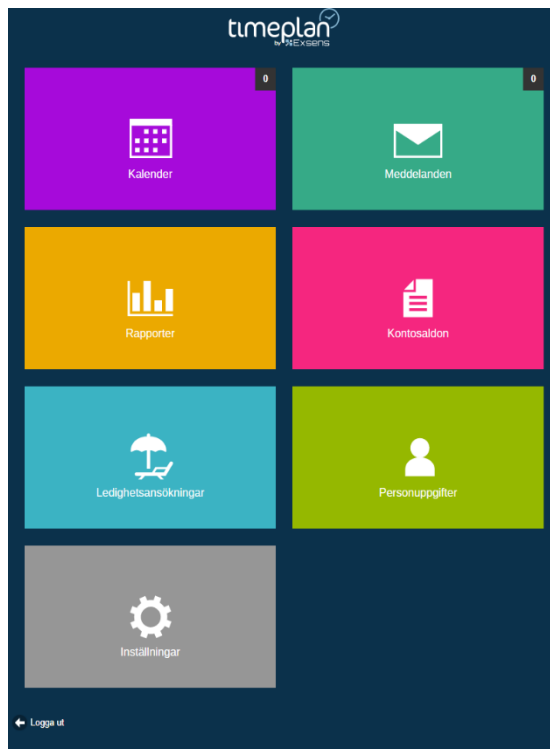 timeplan
by Exsens
0
0
Kalender
Meddelanden
Rapporter
Kontosaldon
Ledighetsansökningar
Personuppgifter
Inställningar
Logga ut